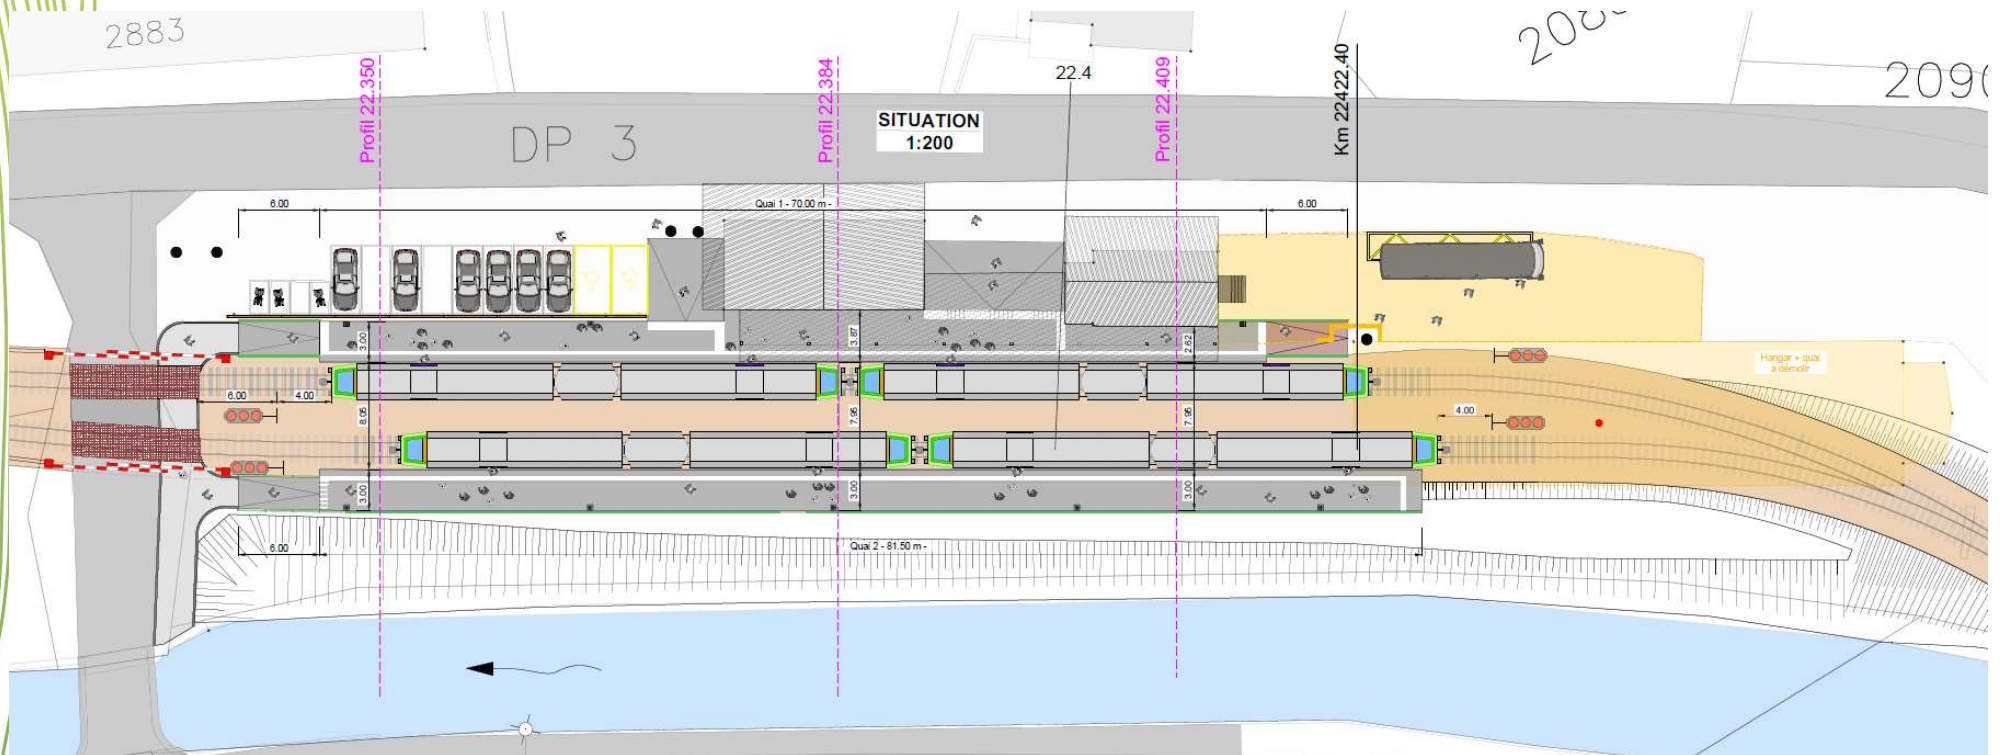 2883
Profil 22.350
Profil 22.384
22.4
Profil 22.409
Km 22422.40
2090
DP 3
SITUATION
1:200
6.00
Quai 1 - 70.00 m -
6.00
3.00
3.87
2.62
Hangar + quai
à démolir
6.00
4.00
8.05
7.95
7.95
4.00
3.00
3.00
3.00
6.00
Quai 2 - 81.50 m -